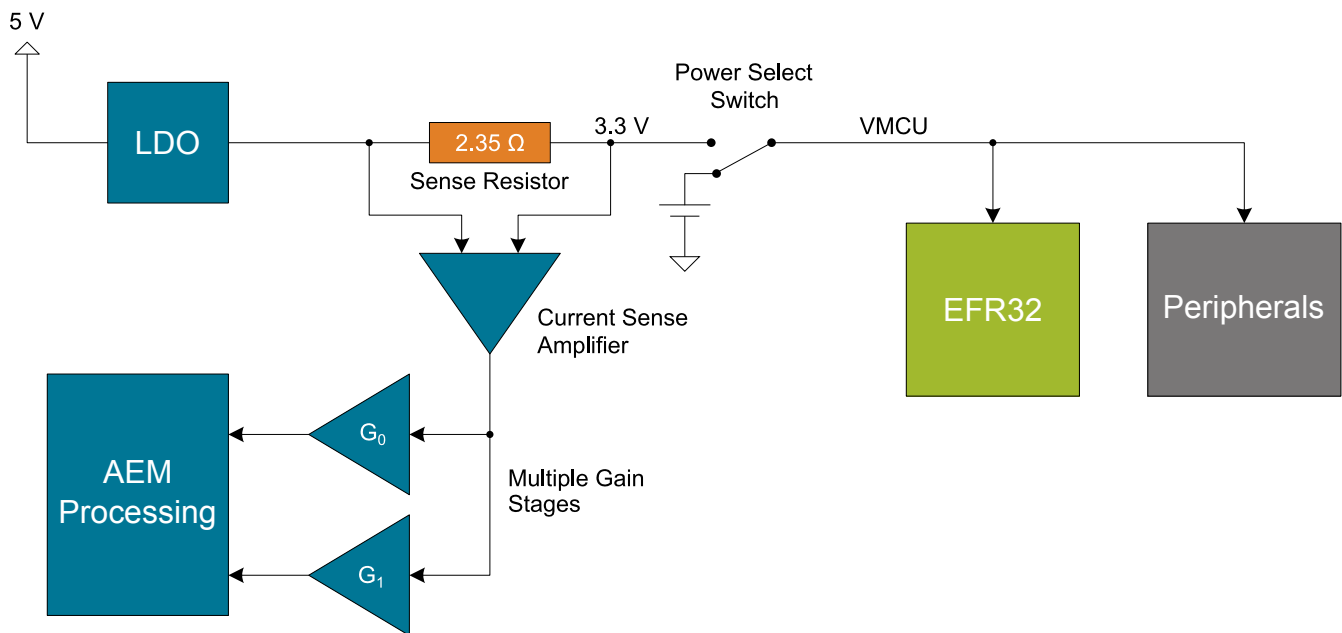 5 V
LDO
2.35 Ω
Sense Resistor
3.3 V
Power Select
Switch
VMCU
EFR32
Peripherals
Current Sense
Amplifier
AEM
Processing
G0
G1
Multiple Gain
Stages